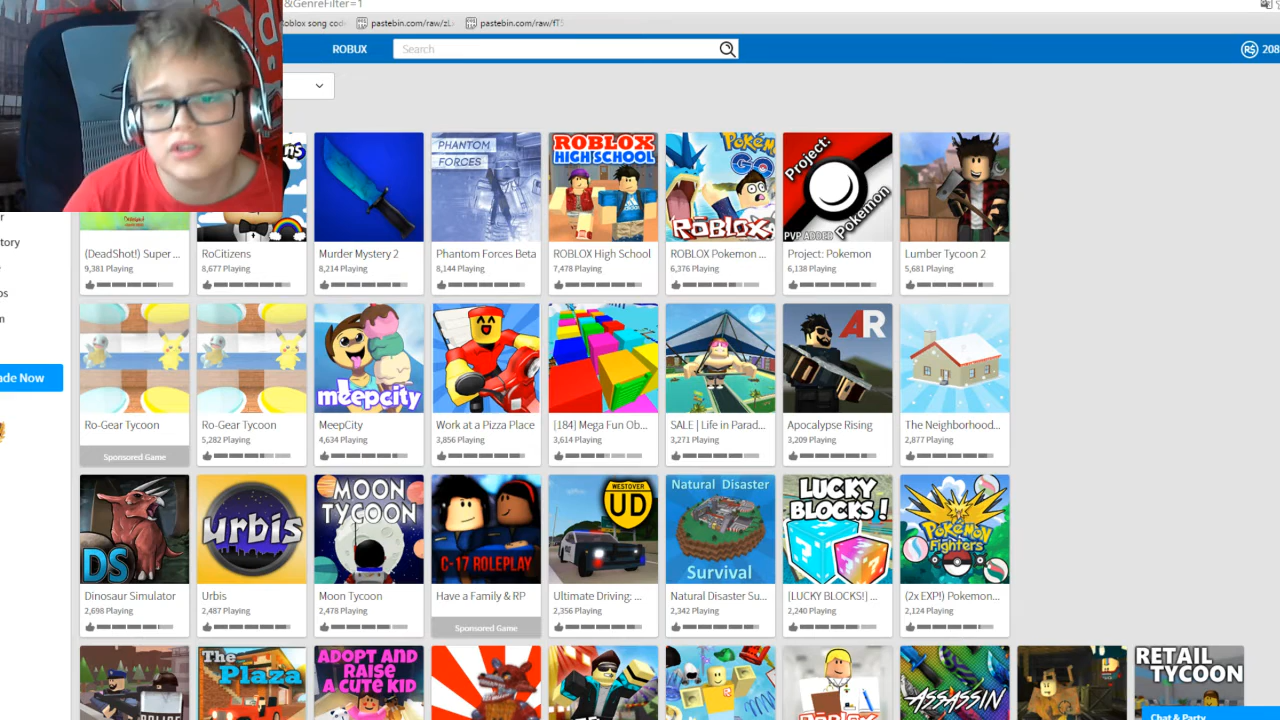 &GenreFilter=1
Roblox song code
pastebin.com/raw/zL
pastebin.com/raw/fT5
ROBUX
Search
R$ 208
tory
ade Now
(DeadShot!) Super ...
9,381 Playing
RoCitizens
8,677 Playing
Murder Mystery 2
8,214 Playing
PHANTOM
FORCES
Phantom Forces Beta
8,144 Playing
ROBLOX
HIGH SCHOOL
ROBLOX High School
7,478 Playing
POKéMON
GO
ROBLOX
ROBLOX Pokemon ...
6,376 Playing
Project:
Pokemon
PVP ADDED
Project: Pokemon
6,138 Playing
Lumber Tycoon 2
5,681 Playing
Ro-Gear Tycoon
Sponsored Game
Ro-Gear Tycoon
5,282 Playing
meepcity
MeepCity
4,634 Playing
Work at a Pizza Place
3,856 Playing
[184] Mega Fun Ob...
3,614 Playing
SALE | Life in Parad...
3,271 Playing
AR
Apocalypse Rising
3,209 Playing
The Neighborhood...
2,877 Playing
DS
Dinosaur Simulator
2,698 Playing
urbis
Urbis
2,487 Playing
MOON
TYCOON
Moon Tycoon
2,478 Playing
C-17 ROLEPLAY
Have a Family & RP
Sponsored Game
WESTOVER
UD
Ultimate Driving: ...
2,356 Playing
Natural Disaster
Survival
Natural Disaster Su...
2,342 Playing
LUCKY
BLOCKS!
[LUCKY BLOCKS!] ...
2,240 Playing
POKéMON
Fighters
(2x EXP!) Pokemon...
2,124 Playing
The
Plaza
ADOPT AND
RAISE
A CUTE KID
ASSASSIN
RETAIL
TYCOON
Chat & Party